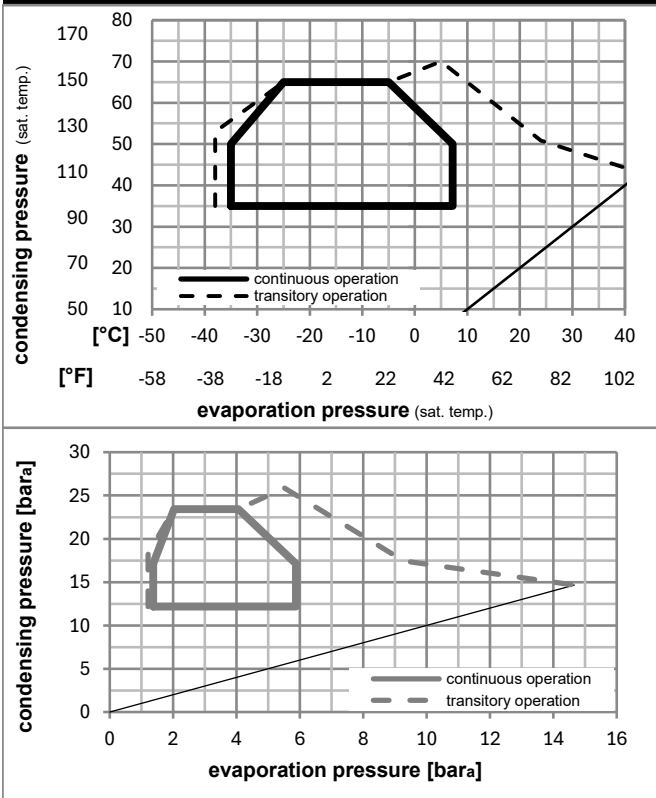 170 80
70
150 60
130 50
110 40
90 30
70 20
50 10
condensing pressure (sat. temp.)
continuous operation
transitory operation
[°C] -50 -40 -30 -20 -10 0 10 20 30 40
[°F] -58 -38 -18 2 22 42 62 82 102
evaporation pressure (sat. temp.)
30
25
20
15
10
5
0
condensing pressure [bara]
continuous operation
transitory operation
0 2 4 6 8 10 12 14 16
evaporation pressure [bara]